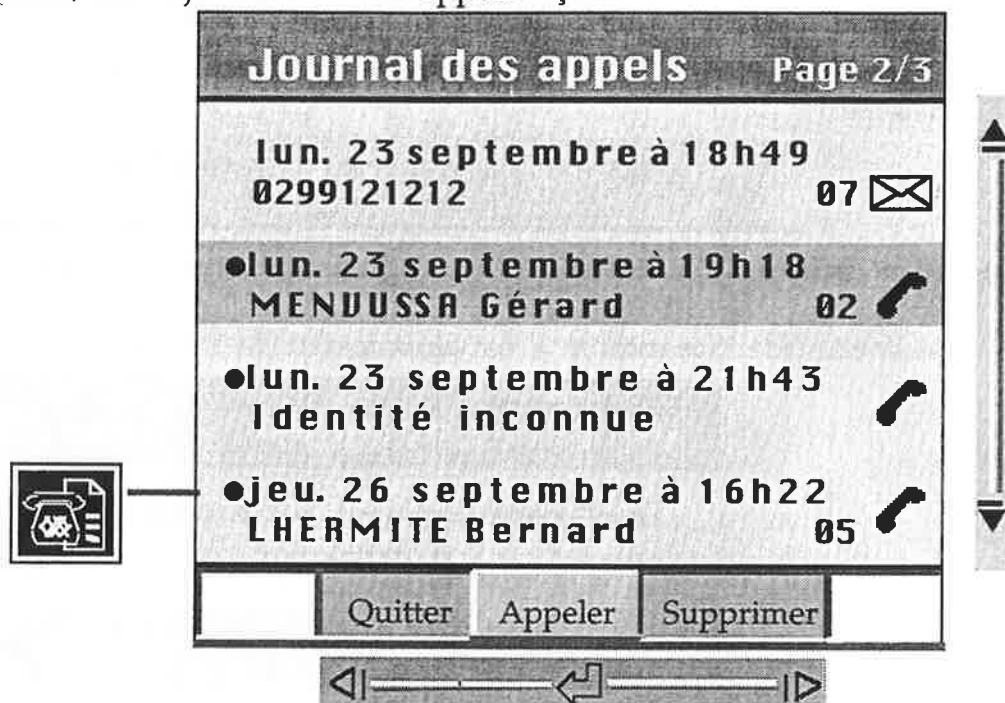 Journal des appels Page 2/3
lun. 23 septembre à 18h49
0299121212 07
●lun. 23 septembre à 19h18
MENVUSSA Gérard 02
●lun. 23 septembre à 21h43
Identité inconnue
●jeu. 26 septembre à 16h22
LHERMITE Bernard 05
Quitter Appeler Supprimer